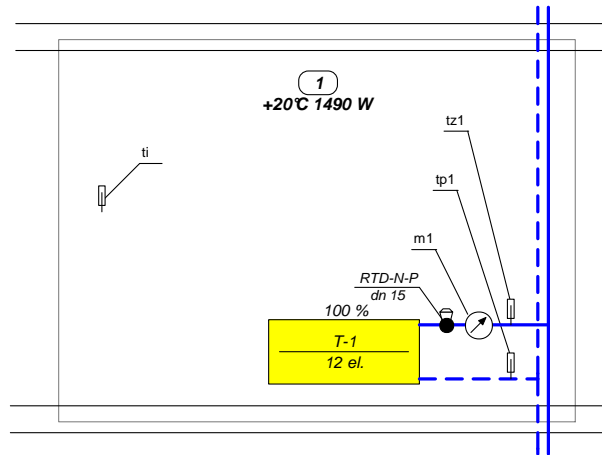 1
+20°C 1490 W
tz1
ti
tp1
m1
RTD-N-P
dn 15
100 %
T-1
12 el.